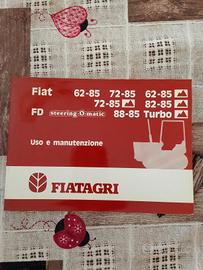 Fiat 62-85 72-85 62-85
72-85 82-85
FD steering-O-matic 88-85 Turbo
Uso e manutenzione
FIATAGRI